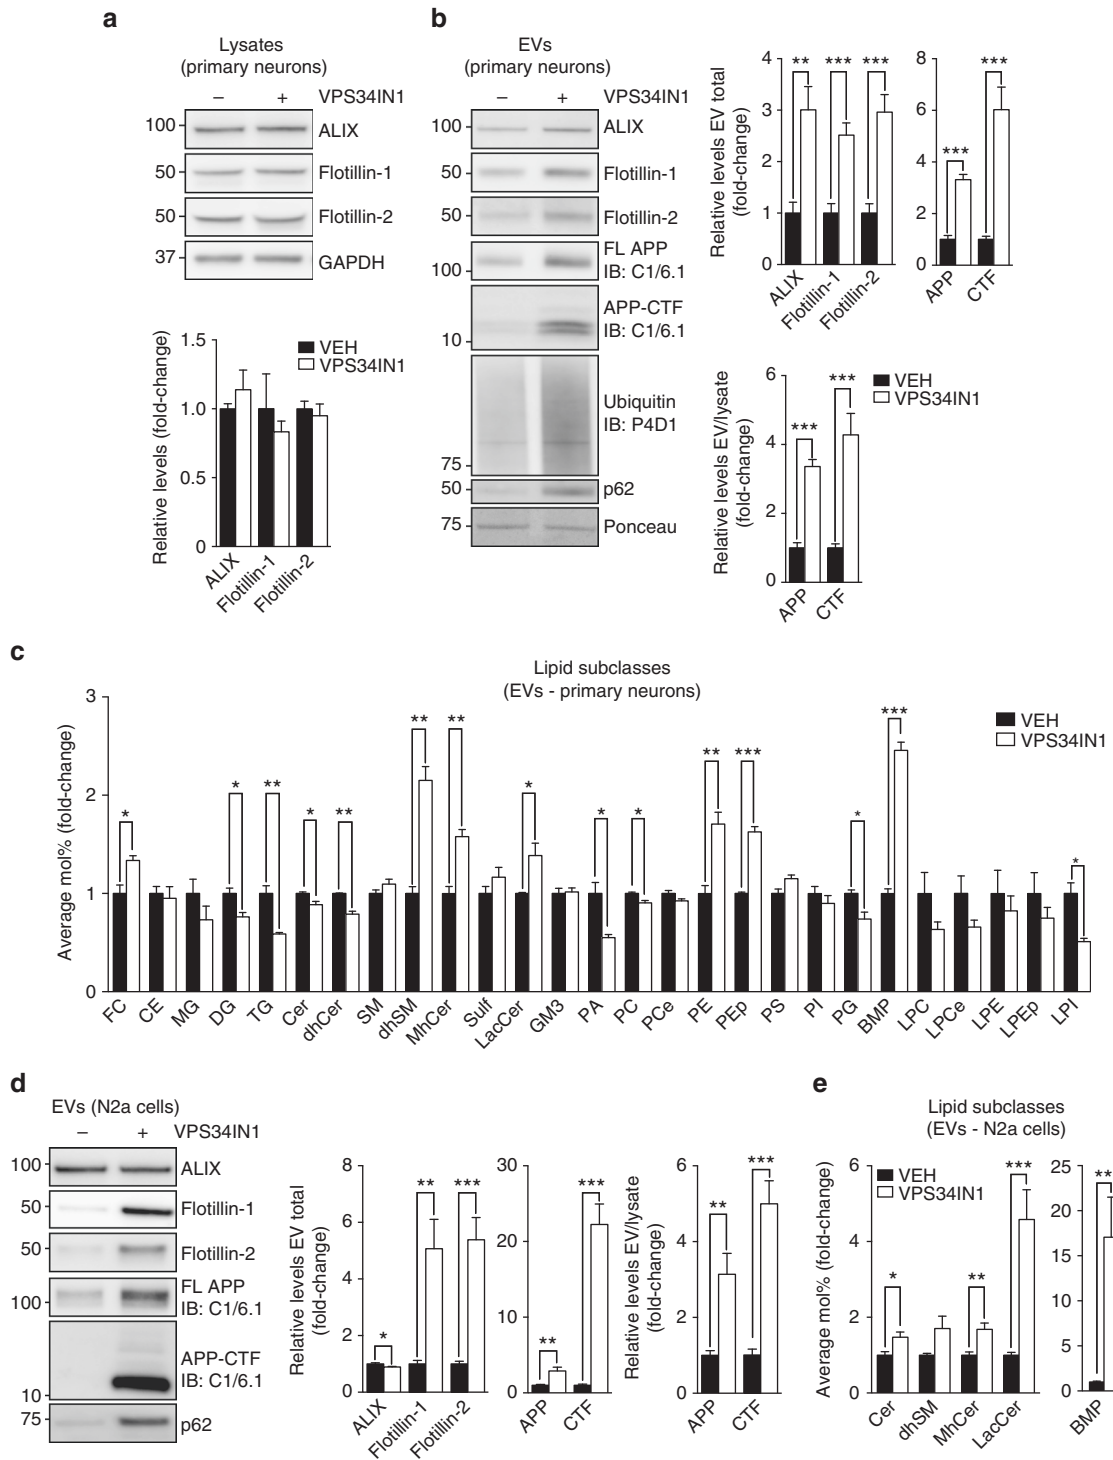 a
Lysates
(primary neurons)
– + VPS34IN1
100 ALIX
50 Flotillin-1
50 Flotillin-2
37 GAPDH
Relative levels (fold-change)
1.5
1.0
0.5
0
VEH
VPS34IN1
ALIX
Flotillin-1
Flotillin-2
b
EVs
(primary neurons)
– + VPS34IN1
100 ALIX
50 Flotillin-1
50 Flotillin-2
FL APP
100 IB: C1/6.1
APP-CTF
IB: C1/6.1
10
Ubiquitin
IB: P4D1
75
50 p62
75 Ponceau
Relative levels EV total
(fold-change)
4
3
2
1
0
** *** ***
ALIX
Flotillin-1
Flotillin-2
8
6
4
2
0
*** ***
APP
CTF
Relative levels EV/lysate
(fold-change)
6
4
2
0
*** ***
VEH
VPS34IN1
APP
CTF
c
Lipid subclasses
(EVs - primary neurons)
Average mol% (fold-change)
3
2
1
0
VEH
VPS34IN1
* * ** * ** ** ** * * * ** *** * *** *
FC CE MG DG TG Cer dhCer SM dhSM MhCer Sulf LacCer GM3 PA PC PCe PE PEp PS PI PG BMP LPC LPCe LPE LPEp LPI
d
EVs (N2a cells)
– + VPS34IN1
100 ALIX
50 Flotillin-1
50 Flotillin-2
FL APP
100 IB: C1/6.1
APP-CTF
IB: C1/6.1
10
75 p62
Relative levels EV total
(fold-change)
8
6
4
2
0
* ** ***
ALIX
Flotillin-1
Flotillin-2
30
20
10
0
** ***
APP
CTF
Relative levels EV/lysate
(fold-change)
6
4
2
0
** ***
APP
CTF
e
Lipid subclasses
(EVs - N2a cells)
Average mol% (fold-change)
6
4
2
0
VEH
VPS34IN1
* ** ***
Cer
dhSM
MhCer
LacCer
25
20
15
10
5
0
**
BMP